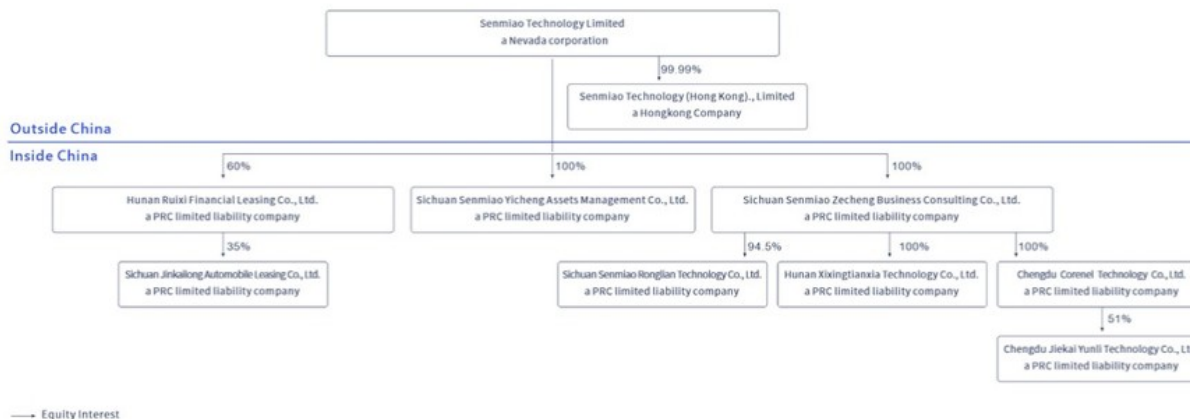 Senmiao Technology Limited
a Nevada corporation
99.99%
Senmiao Technology (Hong Kong)., Limited
a Hongkong Company
Outside China
Inside China
60%
100%
100%
Hunan Ruixi Financial Leasing Co., Ltd.
a PRC limited liability company
Sichuan Senmiao Yicheng Assets Management Co., Ltd.
a PRC limited liability company
Sichuan Senmiao Zecheng Business Consulting Co., Ltd.
a PRC limited liability company
35%
94.5%
100%
100%
Sichuan Jinkailong Automobile Leasing Co., Ltd.
a PRC limited liability company
Sichuan Senmiao Ronglian Technology Co., Ltd.
a PRC limited liability company
Hunan Xixingtianxia Technology Co., Ltd.
a PRC limited liability company
Chengdu Corenel Technology Co., Ltd.
a PRC limited liability company
51%
Chengdu Jiekai Yunli Technology Co., Lt
a PRC limited liability company
Equity Interest